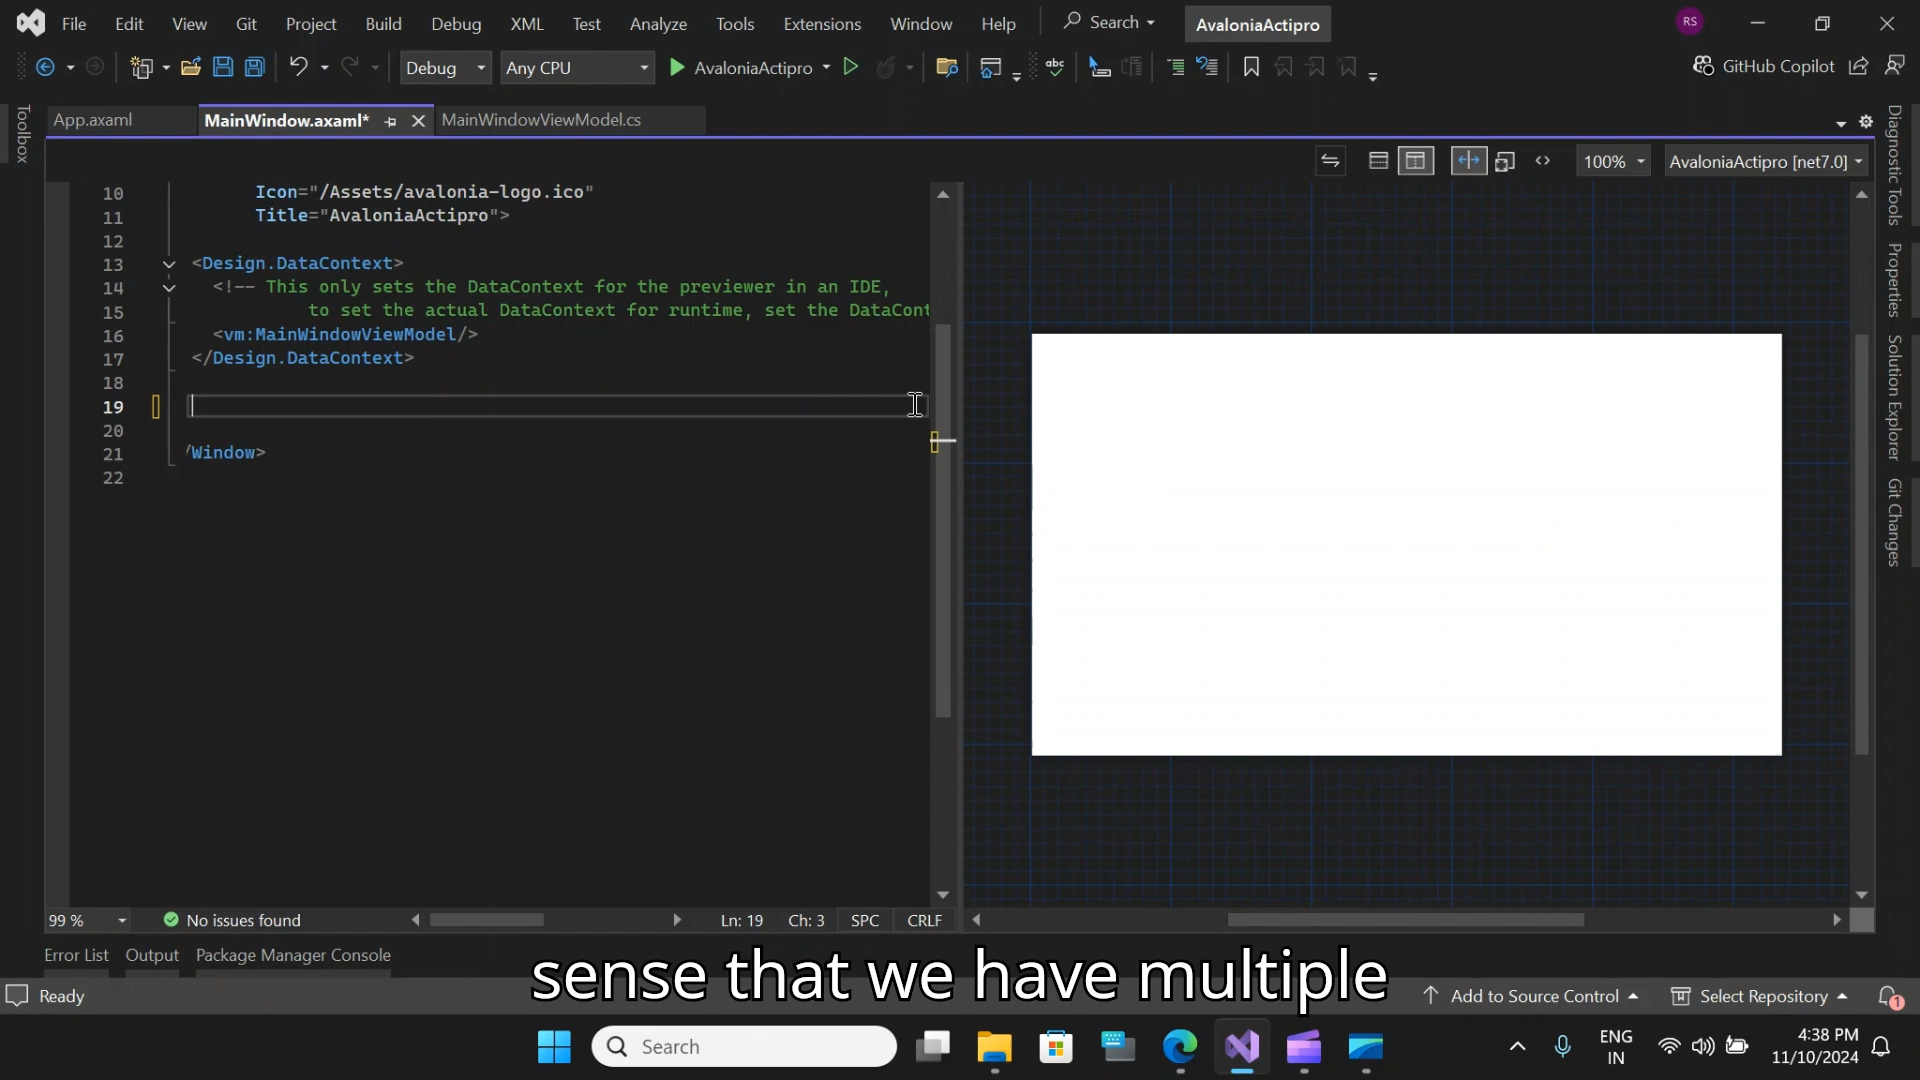 File Edit View Git Project Build Debug XML Test Analyze Tools Extensions Window Help Search AvaloniaActipro RS
Debug Any CPU AvaloniaActipro abc GitHub Copilot
Toolbox
App.axaml MainWindow.axaml* MainWindowViewModel.cs
100% AvaloniaActipro [net7.0]
10 Icon="/Assets/avalonia-logo.ico"
11 Title="AvaloniaActipro">
12
13 <Design.DataContext>
14 <!-- This only sets the DataContext for the previewer in an IDE,
15 to set the actual DataContext for runtime, set the DataCont
16 <vm:MainWindowViewModel/>
17 </Design.DataContext>
18
19
20
21 /Window>
22
Diagnostic Tools
Properties
Solution Explorer
Git Changes
99 % No issues found Ln: 19 Ch: 3 SPC CRLF
Error List Output Package Manager Console
sense that we have multiple
Ready Add to Source Control Select Repository 1
Search ENG IN 4:38 PM 11/10/2024